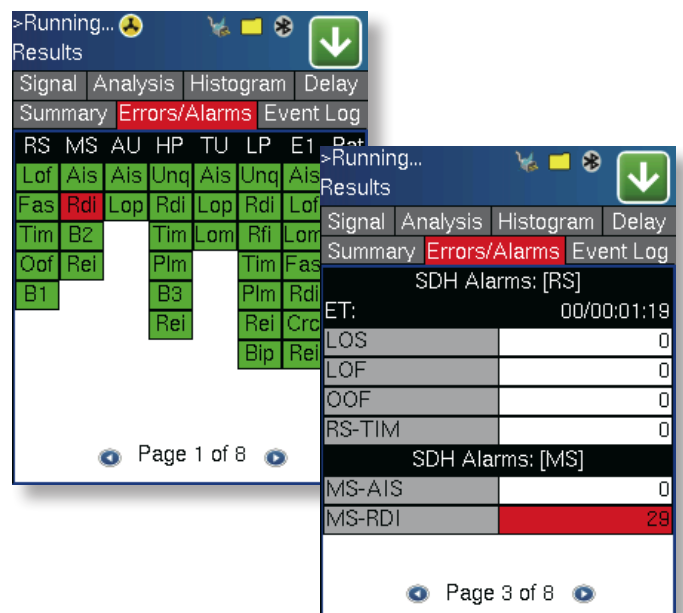 >Running...
Results
Signal Analysis Histogram Delay
Summary Errors/Alarms Event Log
RS MS AU HP TU LP E1
Lof Ais Ais Unq Ais Unq Ais
Fas Rdi Lop Rdi Lop Rdi Lof
Tim B2 Tim Lom Rfi Lom
Oof Rei Plm Tim Fas
B1 B3 Plm Rdi
Rei Rei Crc
Bip Rei
Page 1 of 8
>Running...
Results
Signal Analysis Histogram Delay
Summary Errors/Alarms Event Log
SDH Alarms: [RS]
ET: 00/00:01:19
LOS 0
LOF 0
OOF 0
RS-TIM 0
SDH Alarms: [MS]
MS-AIS 0
MS-RDI 29
Page 3 of 8